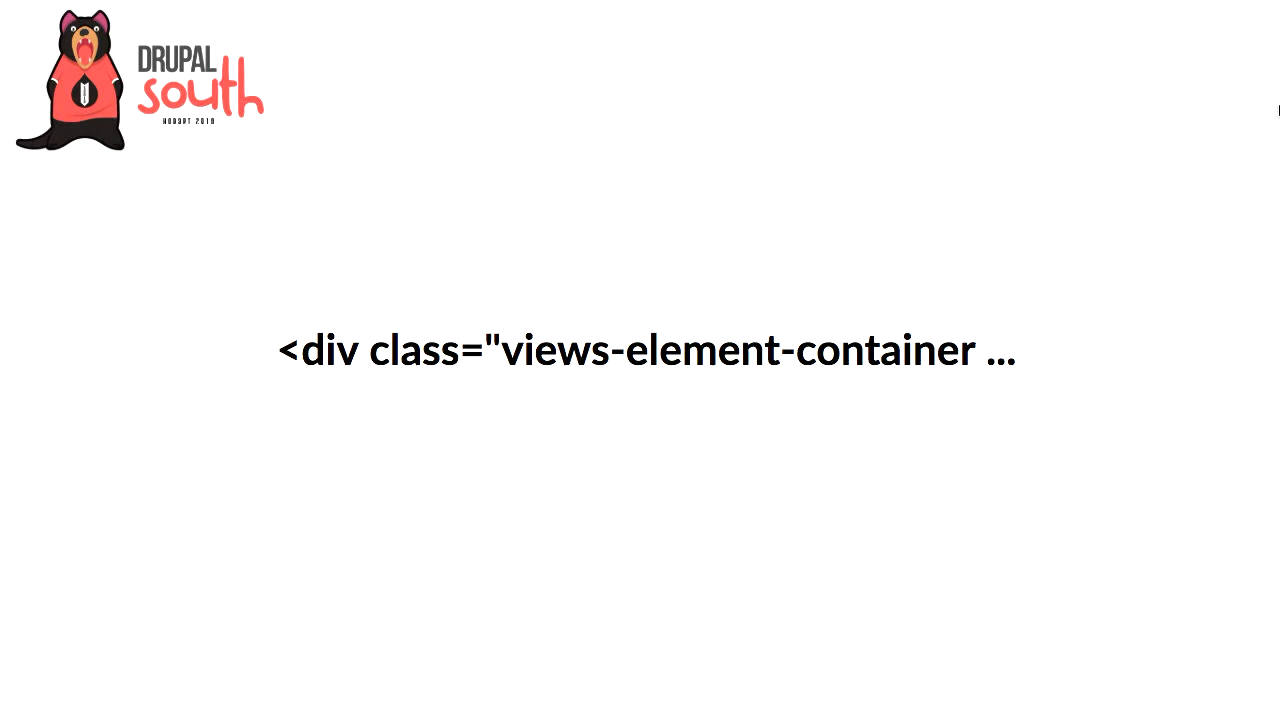 DRUPAL
south
HOBART 2019
<div class="views-element-container ...